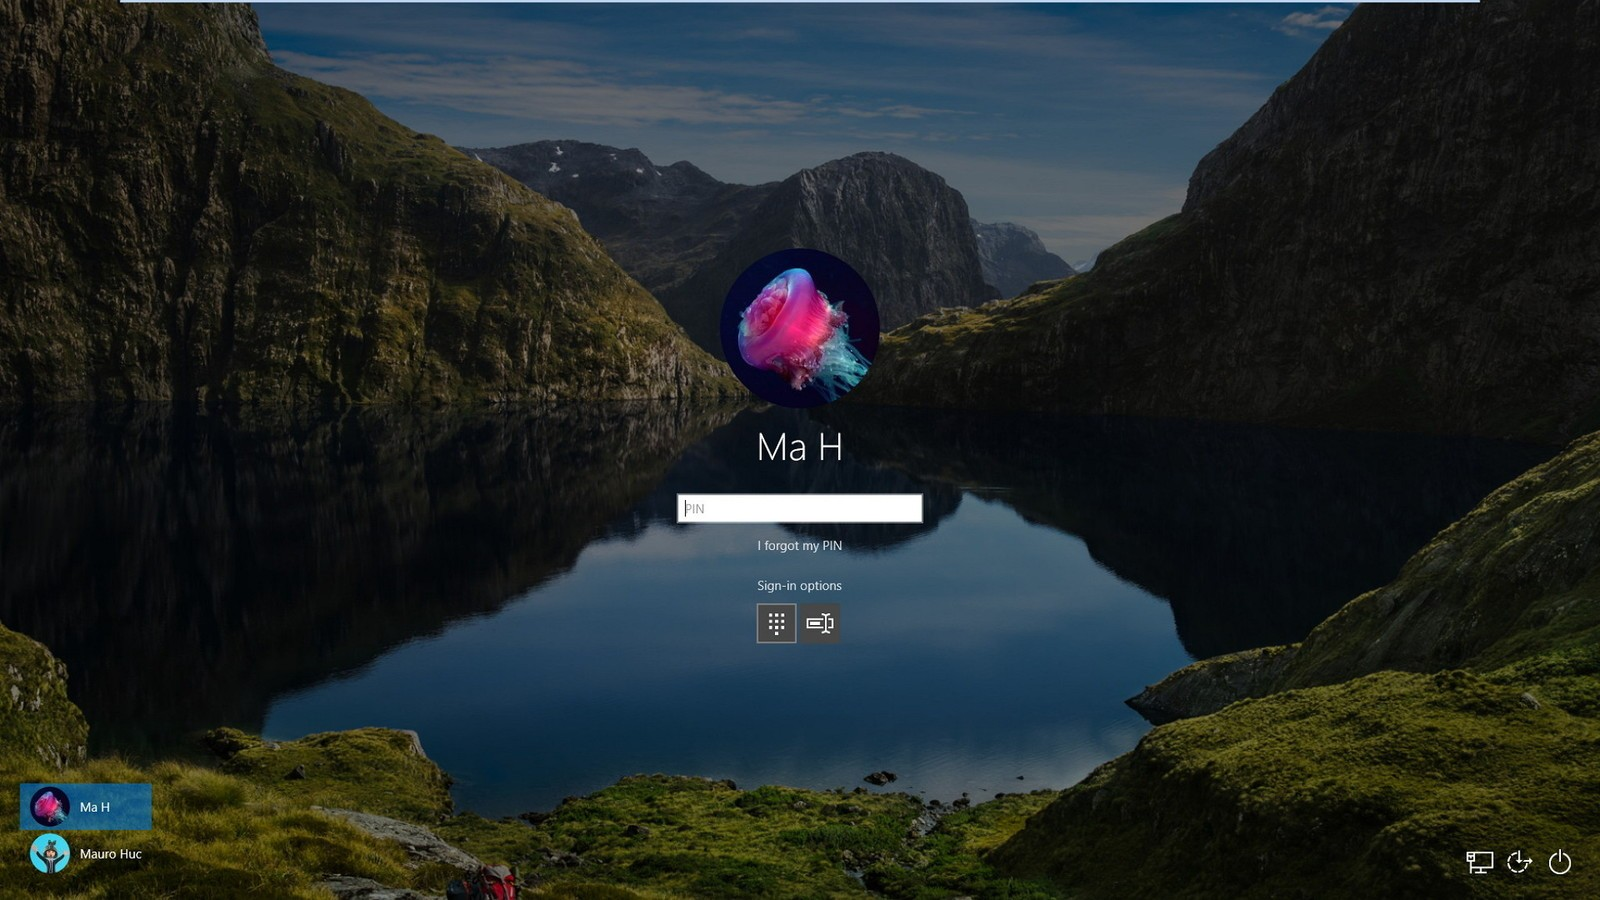 Ma H
PIN
I forgot my PIN
Sign-in options
Ma H
Mauro Huc